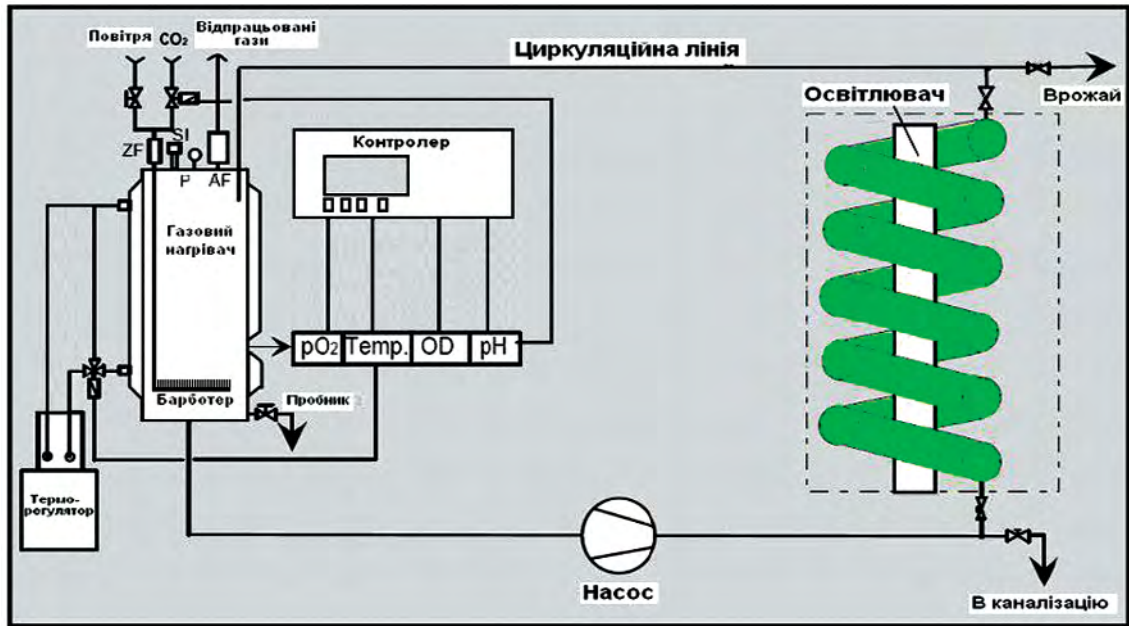 Повітря
CO₂
Відпрацьовані
гази
Циркуляційна лінія
Врожай
Освітлювач
ZF
SI
P
AF
Контролер
Газовий
нагрівач
pO₂
Temp.
OD
pH
Барботер
Пробник
Термо-
регулятор
Насос
В каналізацію